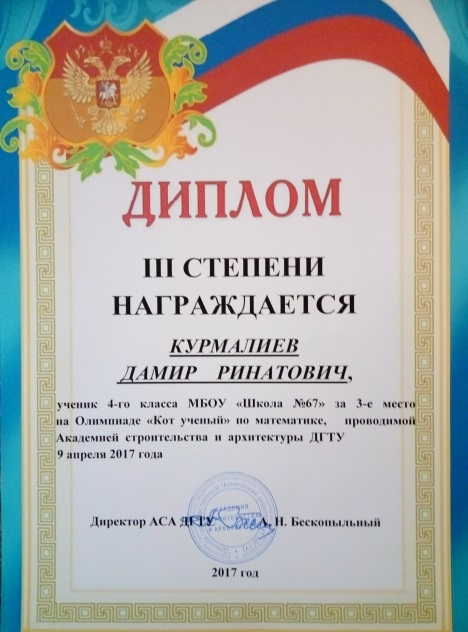 ДИПЛОМ
III СТЕПЕНИ
НАГРАЖДАЕТСЯ
КУРМАЛИЕВ
ДАМИР РИНАТОВИЧ,
ученик 4-го класса МБОУ «Школа №67» за 3-е место
на Олимпиаде «Кот ученый» по математике, проводимой
Академией строительства и архитектуры ДГТУ
9 апреля 2017 года
Директор АСА ДГТУ А. Н. Бескопыльный
2017 год